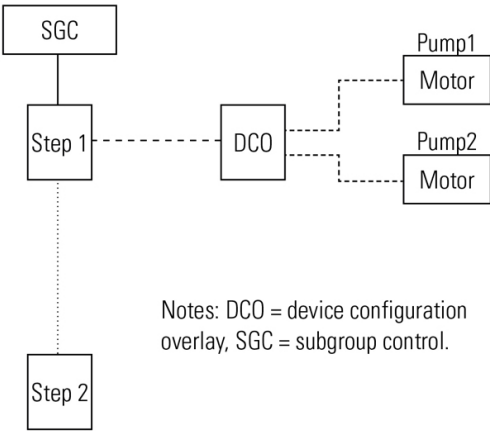 SGC
Pump1
Motor
Step 1
DCO
Pump2
Motor
Notes: DCO = device configuration
overlay, SGC = subgroup control.
Step 2